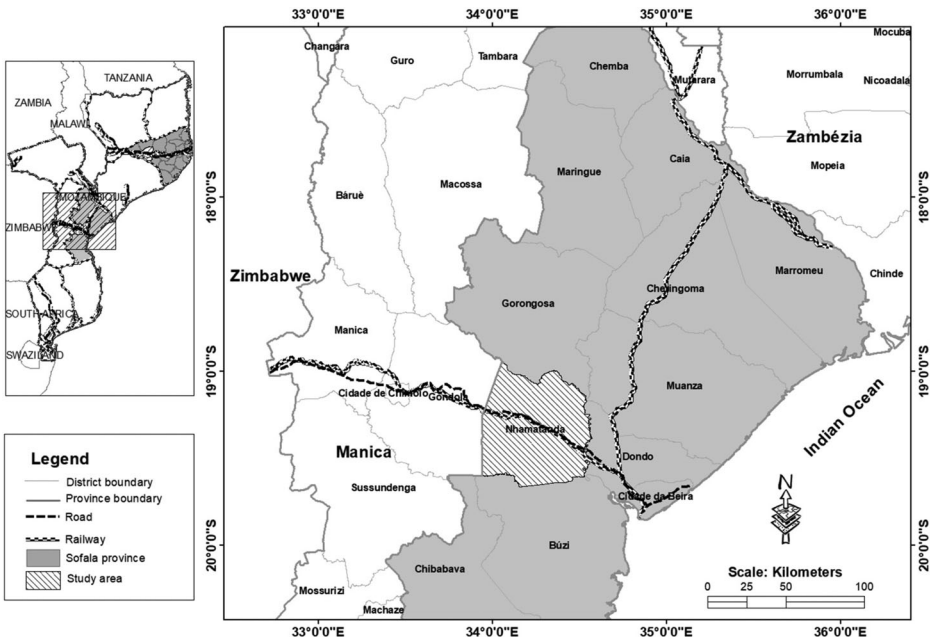 33°0'0"E 34°0'0"E 35°0'0"E 36°0'0"E
TANZANIA
ZAMBIA
MALAWI
MOZAMBIQUE
ZIMBABWE
SOUTH AFRICA
SWAZILAND
Legend
District boundary
Province boundary
Road
Railway
Sofala province
Study area
Changara
Guro
Tambara
Chemba
Mutarara
Mocuba
Morrumbala
Nicoadala
Zambézia
Mopeia
Caia
Maringue
Macossa
Báruè
18°0'0"S
18°0'0"S
Zimbabwe
Gorongosa
Cheringoma
Marromeu
Chinde
Manica
19°0'0"S
19°0'0"S
Cidade de Chimoio
Gondola
Nhamatanda
Muanza
Indian Ocean
Manica
Sussundenga
Dondo
Cidade da Beira
N
20°0'0"S
20°0'0"S
Búzi
Chibabava
Mossurizi
Machaze
Scale: Kilometers
0 25 50 100
33°0'0"E 34°0'0"E 35°0'0"E 36°0'0"E